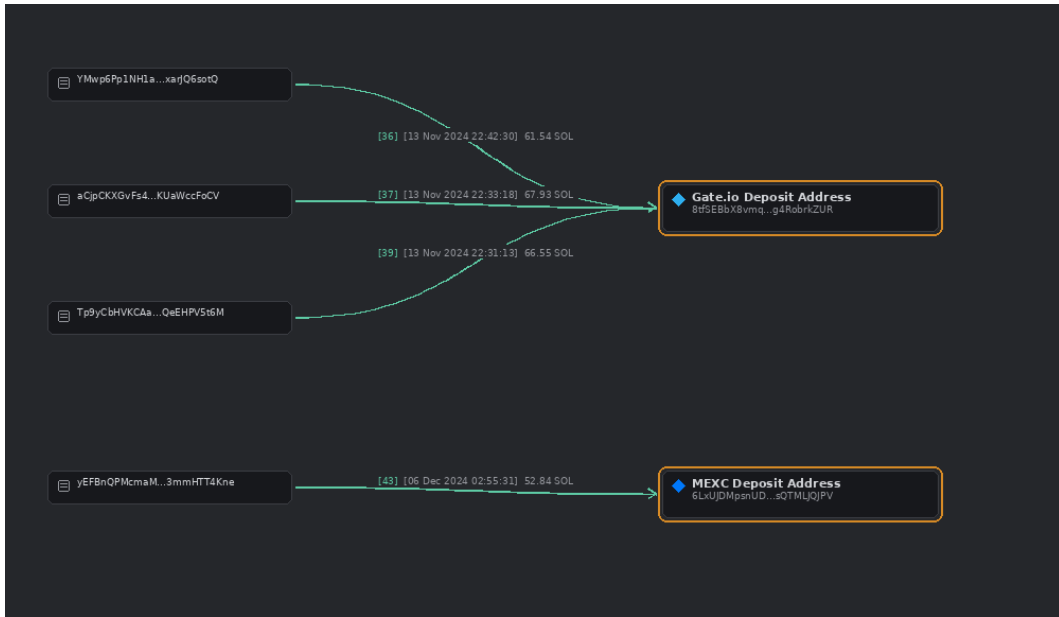 YMwp6Pp1NH1a...xarJQ6sotQ
[36] [13 Nov 2024 22:42:30] 61.54 SOL
aCjpCKXGvFs4...KUaWccFoCV
[37] [13 Nov 2024 22:33:18] 67.93 SOL
Gate.io Deposit Address
8tfSEBbX8vmq...g4RobrkZUR
[39] [13 Nov 2024 22:31:13] 66.55 SOL
Tp9yCbHVKCAa...QeEHPV5t6M
yEFBnQPMcmaM...3mmHTT4Kne
[43] [06 Dec 2024 02:55:31] 52.84 SOL
MEXC Deposit Address
6LxUJDMpsnUD...sQTMLJQJPV